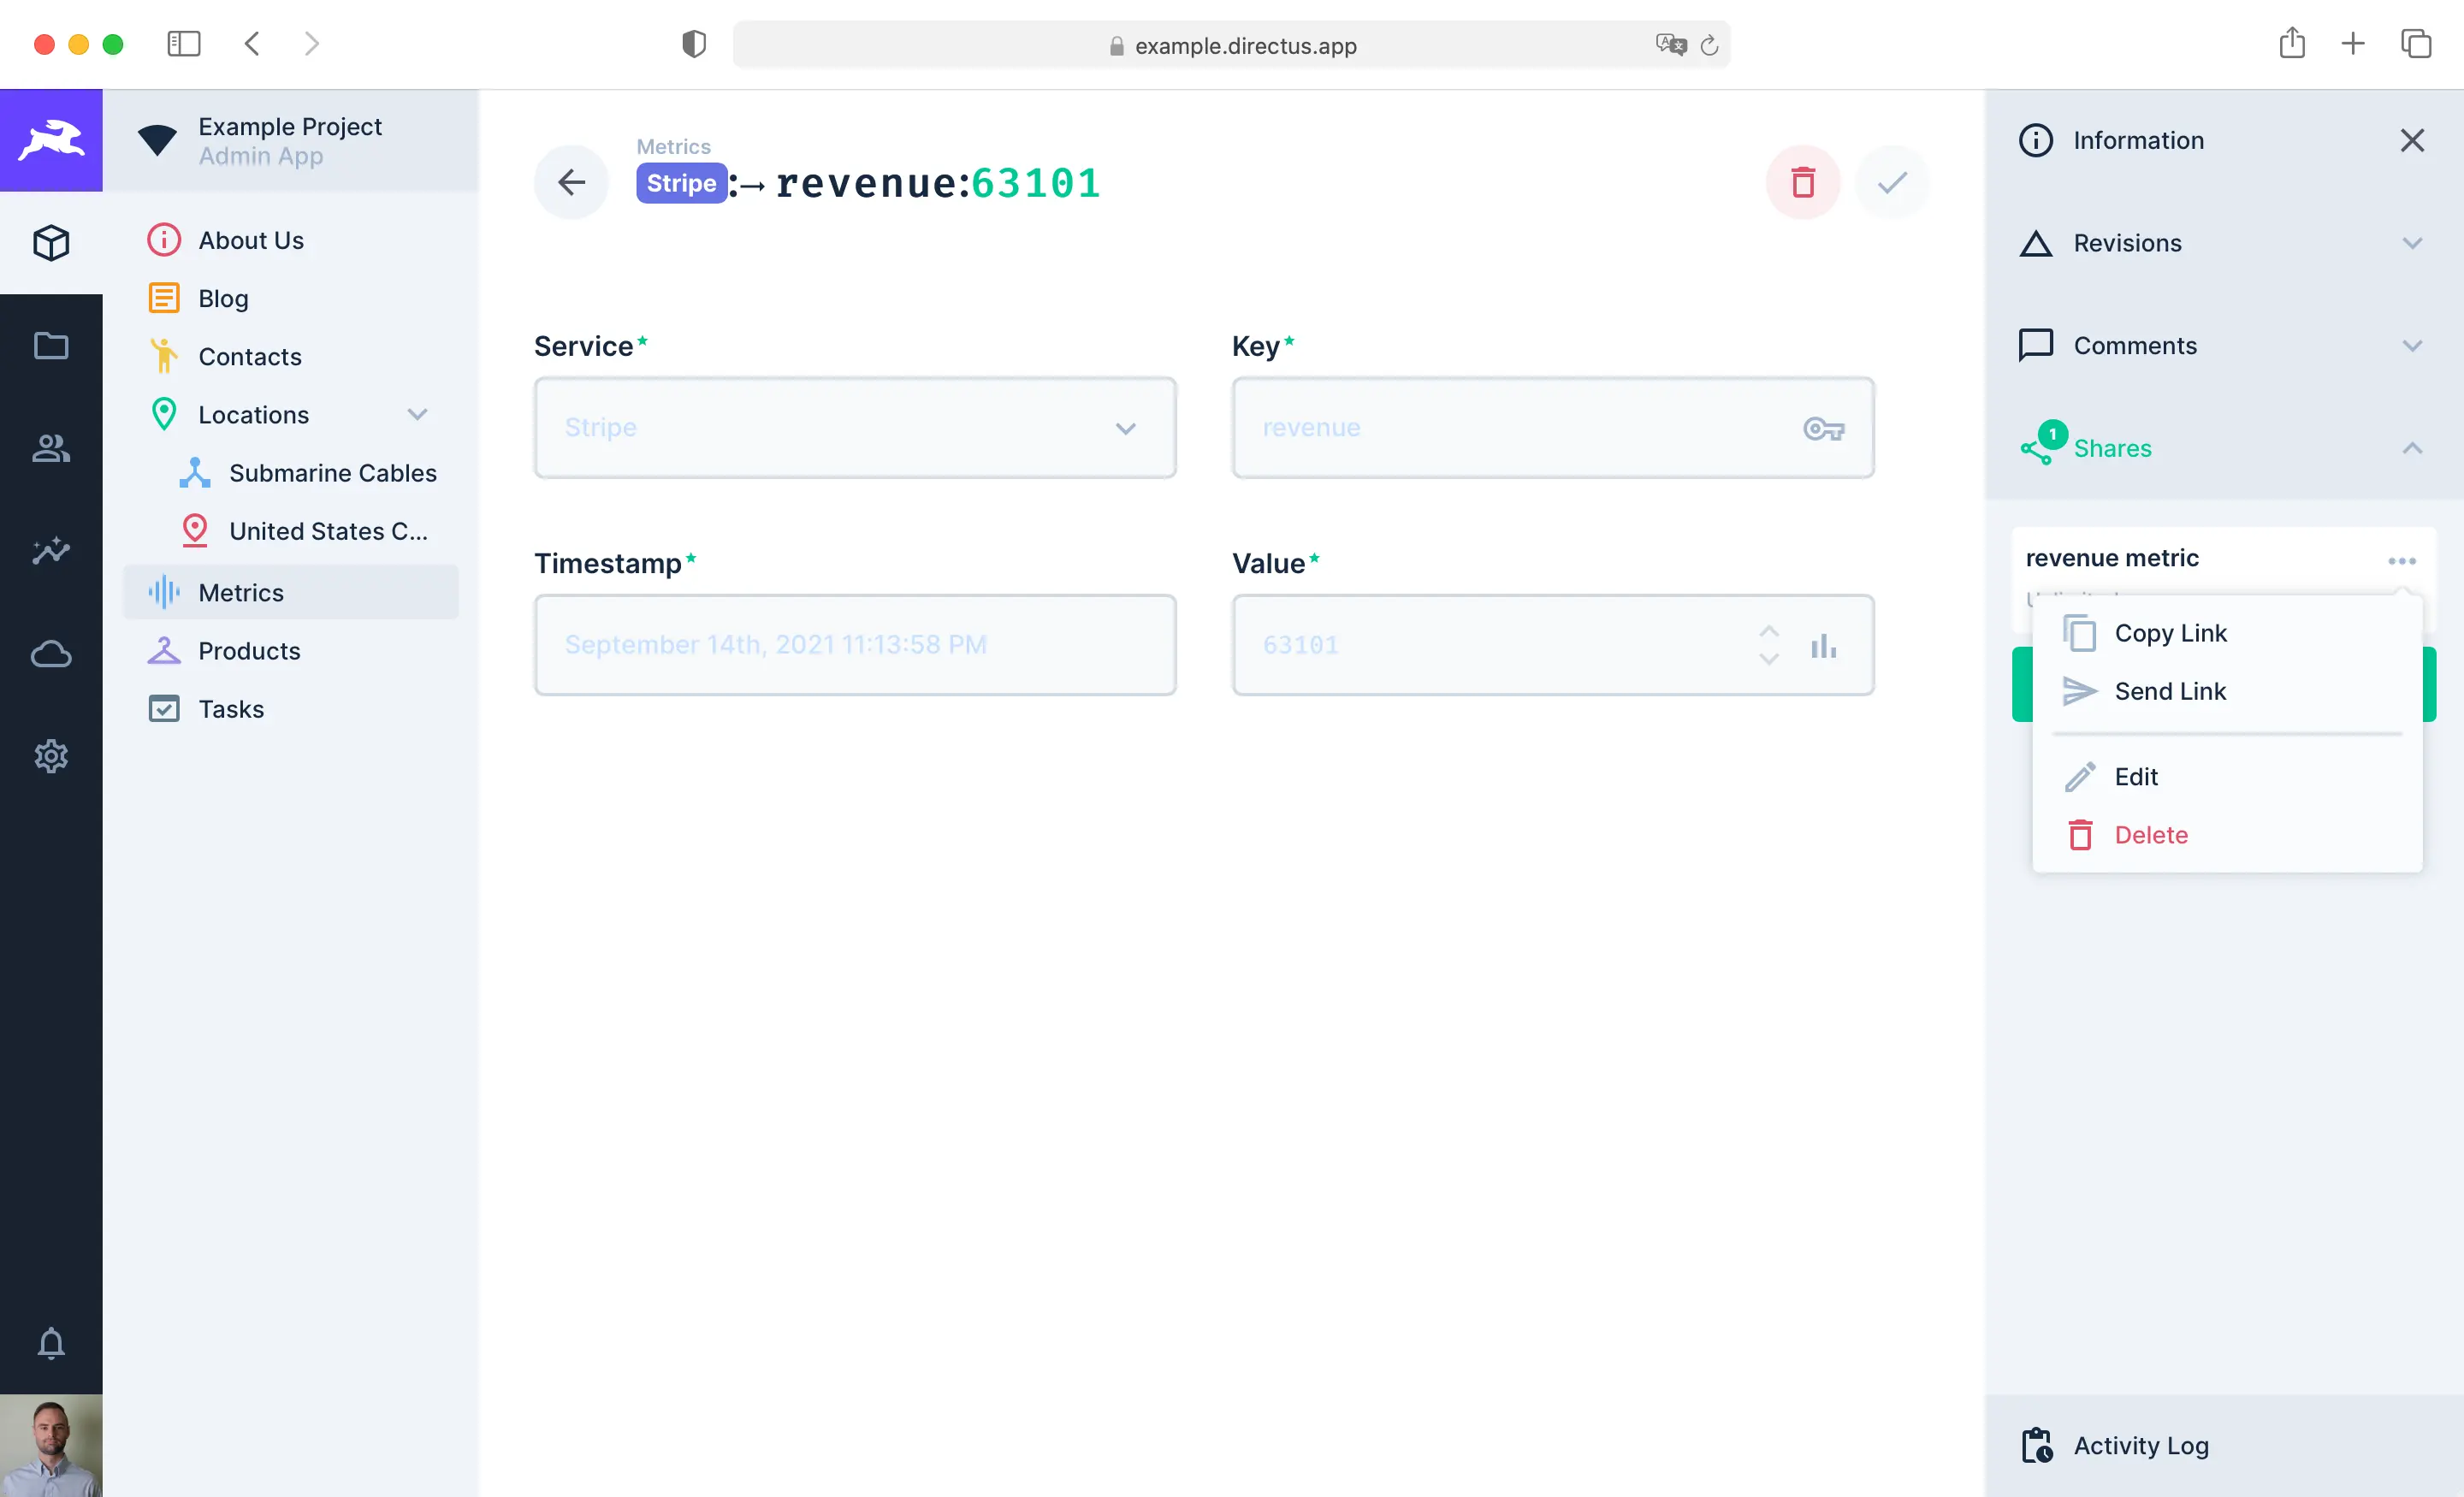 example.directus.app
Example Project
Admin App
About Us
Blog
Contacts
Locations
Submarine Cables
United States C...
Metrics
Products
Tasks
Metrics
Stripe:→ revenue:63101
Service*
Stripe
Key*
revenue
Timestamp*
September 14th, 2021 11:13:58 PM
Value*
63101
Information
Revisions
Comments
1
Shares
revenue metric
Copy Link
Send Link
Edit
Delete
Activity Log